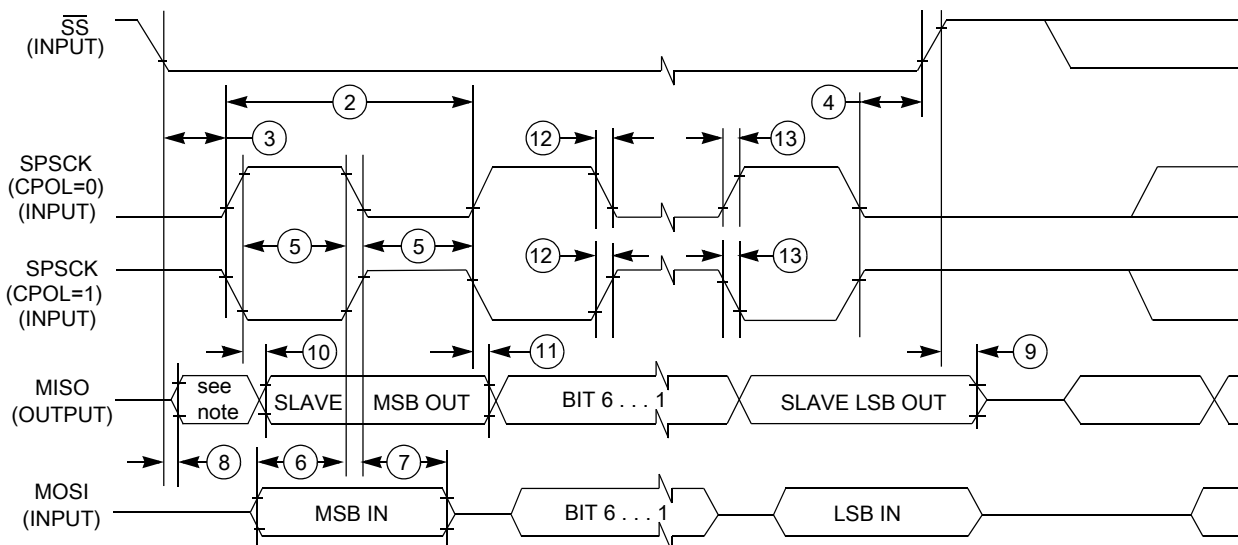 SS
(INPUT)
2
4
3
12
13
SPSCK
(CPOL=0)
(INPUT)
5
5
12
13
SPSCK
(CPOL=1)
(INPUT)
10
11
9
MISO
(OUTPUT)
see
note
SLAVE
MSB OUT
BIT 6 . . . 1
SLAVE LSB OUT
8
6
7
MOSI
(INPUT)
MSB IN
BIT 6 . . . 1
LSB IN